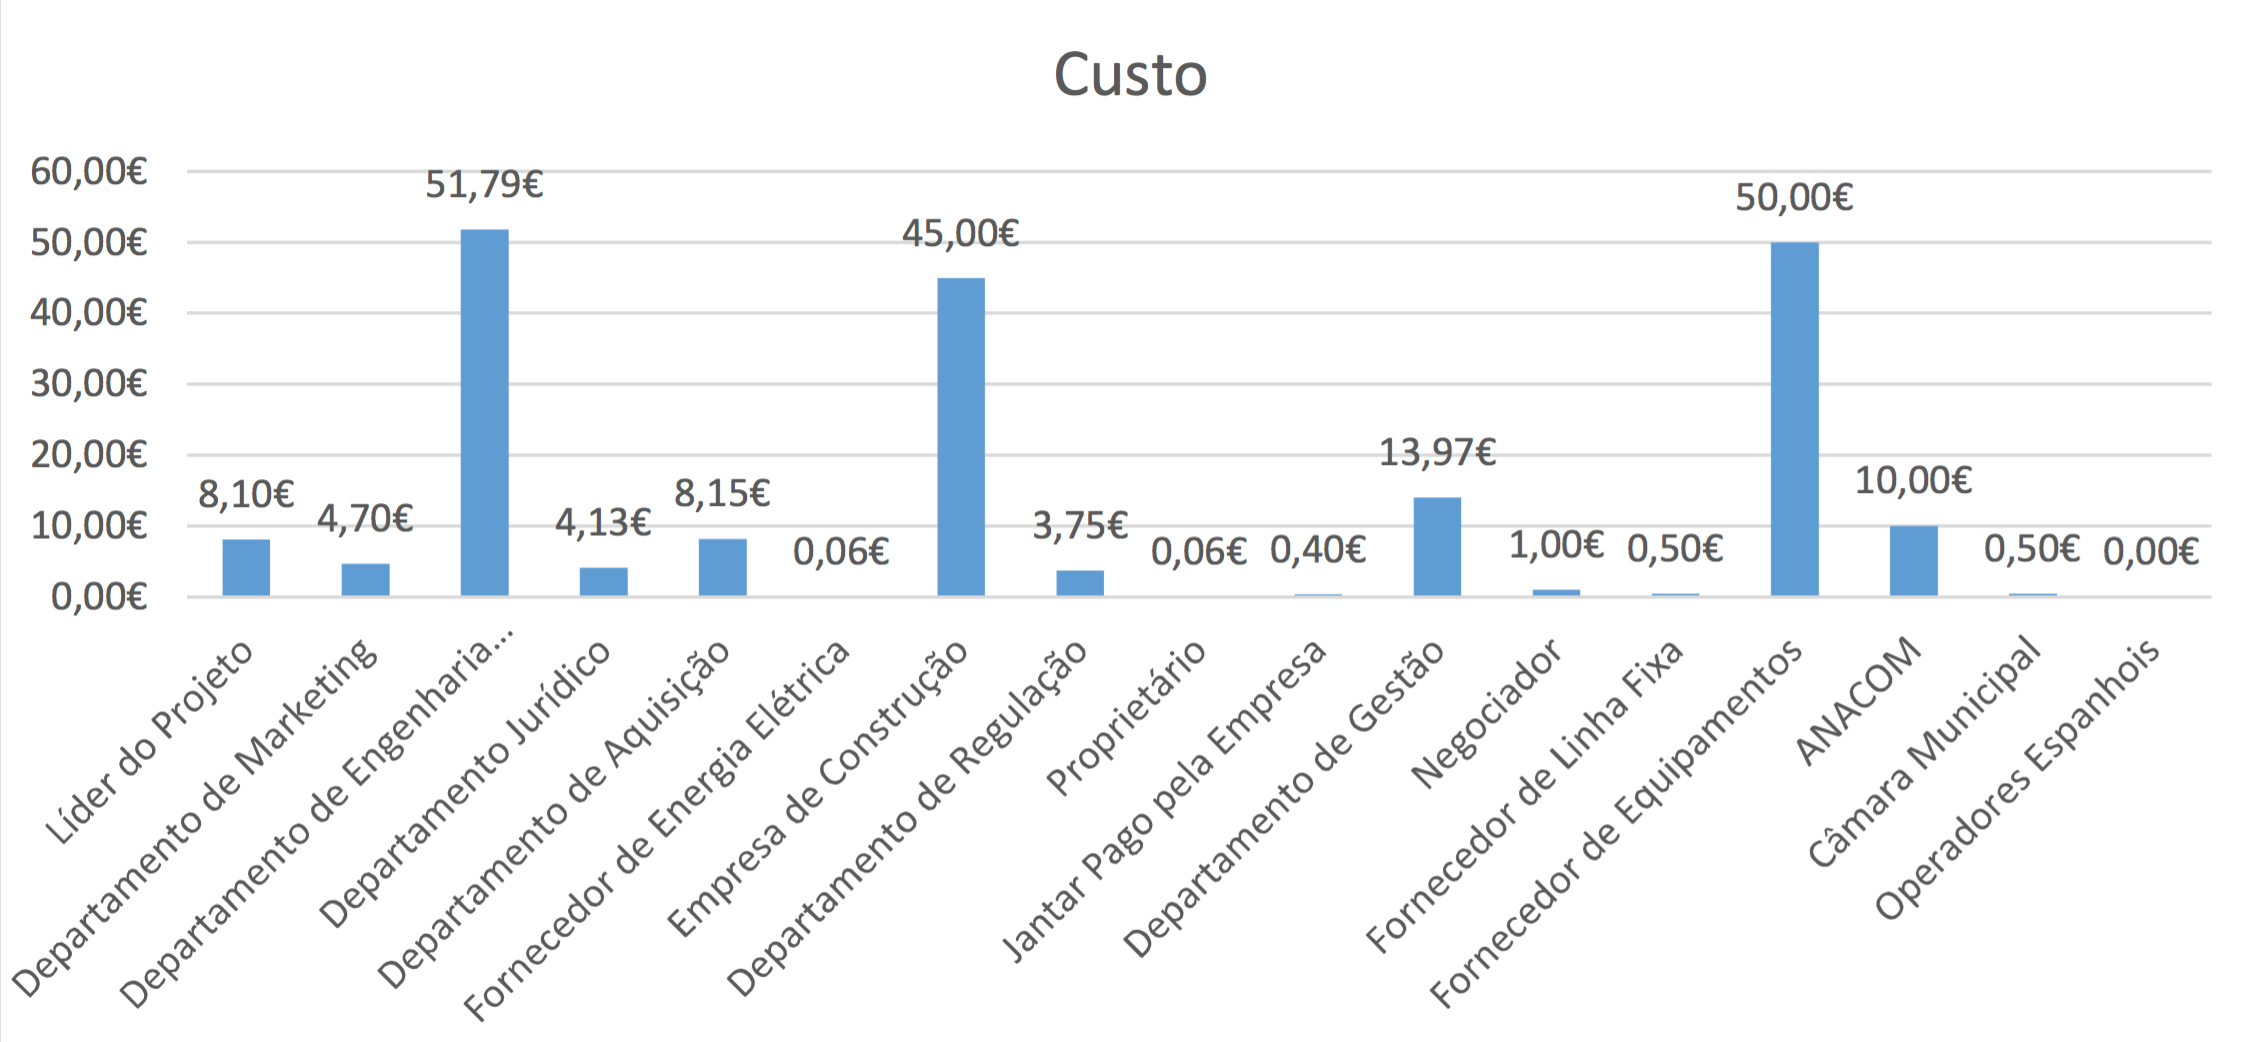 Custo
60,00€
50,00€
40,00€
30,00€
20,00€
10,00€
0,00€
8,10€
4,70€
51,79€
4,13€
8,15€
0,06€
45,00€
3,75€
0,06€
0,40€
13,97€
1,00€
0,50€
50,00€
10,00€
0,50€
0,00€
Líder do Projeto
Departamento de Marketing
Departamento de Engenharia...
Departamento Jurídico
Departamento de Aquisição
Fornecedor de Energia Elétrica
Empresa de Construção
Departamento de Regulação
Proprietário
Jantar Pago pela Empresa
Departamento de Gestão
Negociador
Fornecedor de Linha Fixa
Fornecedor de Equipamentos
ANACOM
Câmara Municipal
Operadores Espanhois